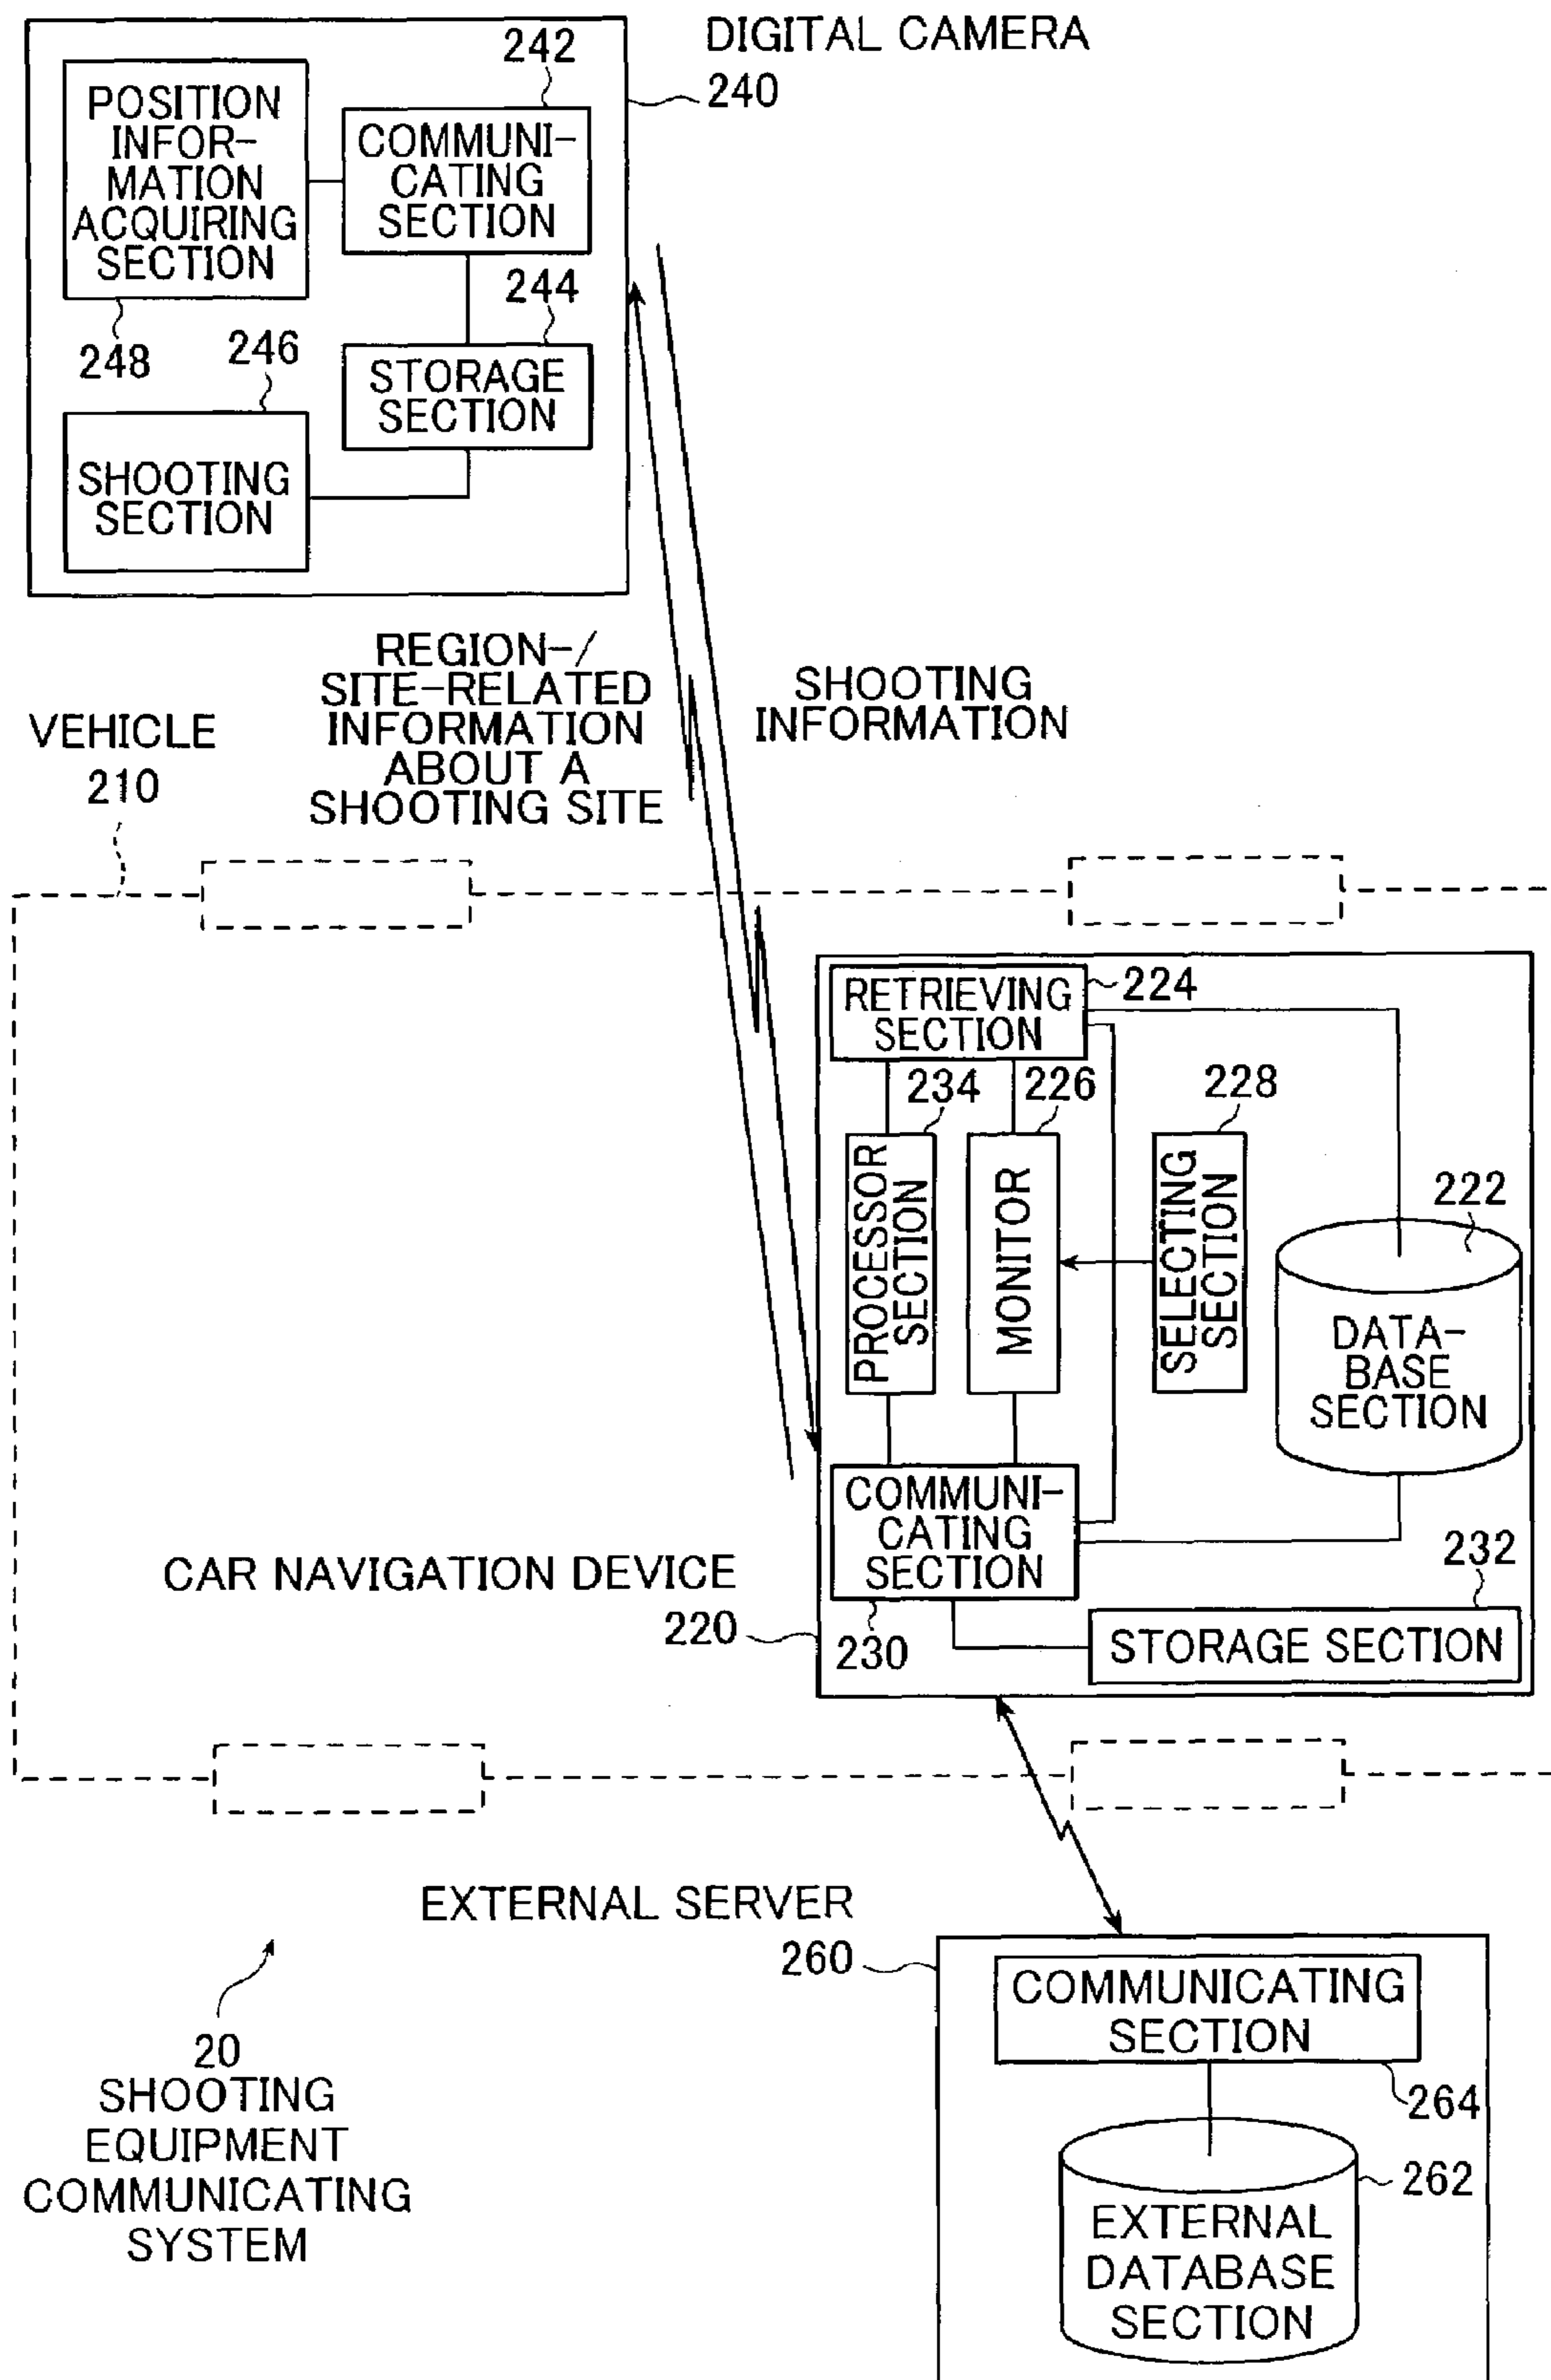 DIGITAL CAMERA
240
242
POSITION
INFOR-
MATION
ACQUIRING
SECTION
COMMUNI-
CATING
SECTION
248
246
244
STORAGE
SECTION
SHOOTING
SECTION
REGION-/
SITE-RELATED
INFORMATION
ABOUT A
SHOOTING SITE
SHOOTING
INFORMATION
VEHICLE
210
RETRIEVING
SECTION
224
234
226
228
222
PROCESSOR
SECTION
MONITOR
SELECTING
SECTION
DATA-
BASE
SECTION
COMMUNI-
CATING
SECTION
CAR NAVIGATION DEVICE
220
230
232
STORAGE SECTION
EXTERNAL SERVER
260
COMMUNICATING
SECTION
264
262
EXTERNAL
DATABASE
SECTION
20
SHOOTING
EQUIPMENT
COMMUNICATING
SYSTEM